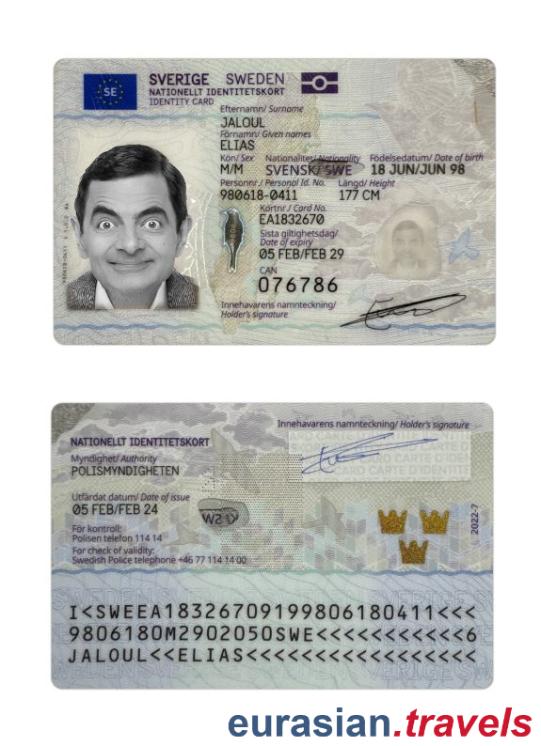 SE
SVERIGE SWEDEN
NATIONELLT IDENTITETSKORT
IDENTITY CARD
Efternamn/ Surname
JALOUL
Förnamn/ Given names
ELIAS
Kön/ Sex Nationalitet/ Nationality Födelsedatum/ Date of birth
M/M SVENSK/SWE 18 JUN/JUN 98
Personnr./ Personal Id. No. Längd/ Height
980618-0411 177 CM
Kortnr./ Card No.
EA1832670
Sista giltighetsdag/
Date of expiry
05 FEB/FEB 29
CAN
076786
Innehavarens namnteckning/
Holder's signature
Innehavarens namnteckning/ Holder's signature
NATIONELLT IDENTITETSKORT
Myndighet/ Authority
POLISMYNDIGHETEN
Utfärdat datum/ Date of issue
05 FEB/FEB 24
För kontroll:
Polisen telefon 114 14
For check of validity:
Swedish Police telephone +46 77 114 14 00
2022-7
I<SWEEA18326709199806180411<<<
9806180M2902050SWE<<<<<<<<<<<6
JALOUL<<ELIAS<<<<<<<<<<<<<<<<<
eurasian.travels